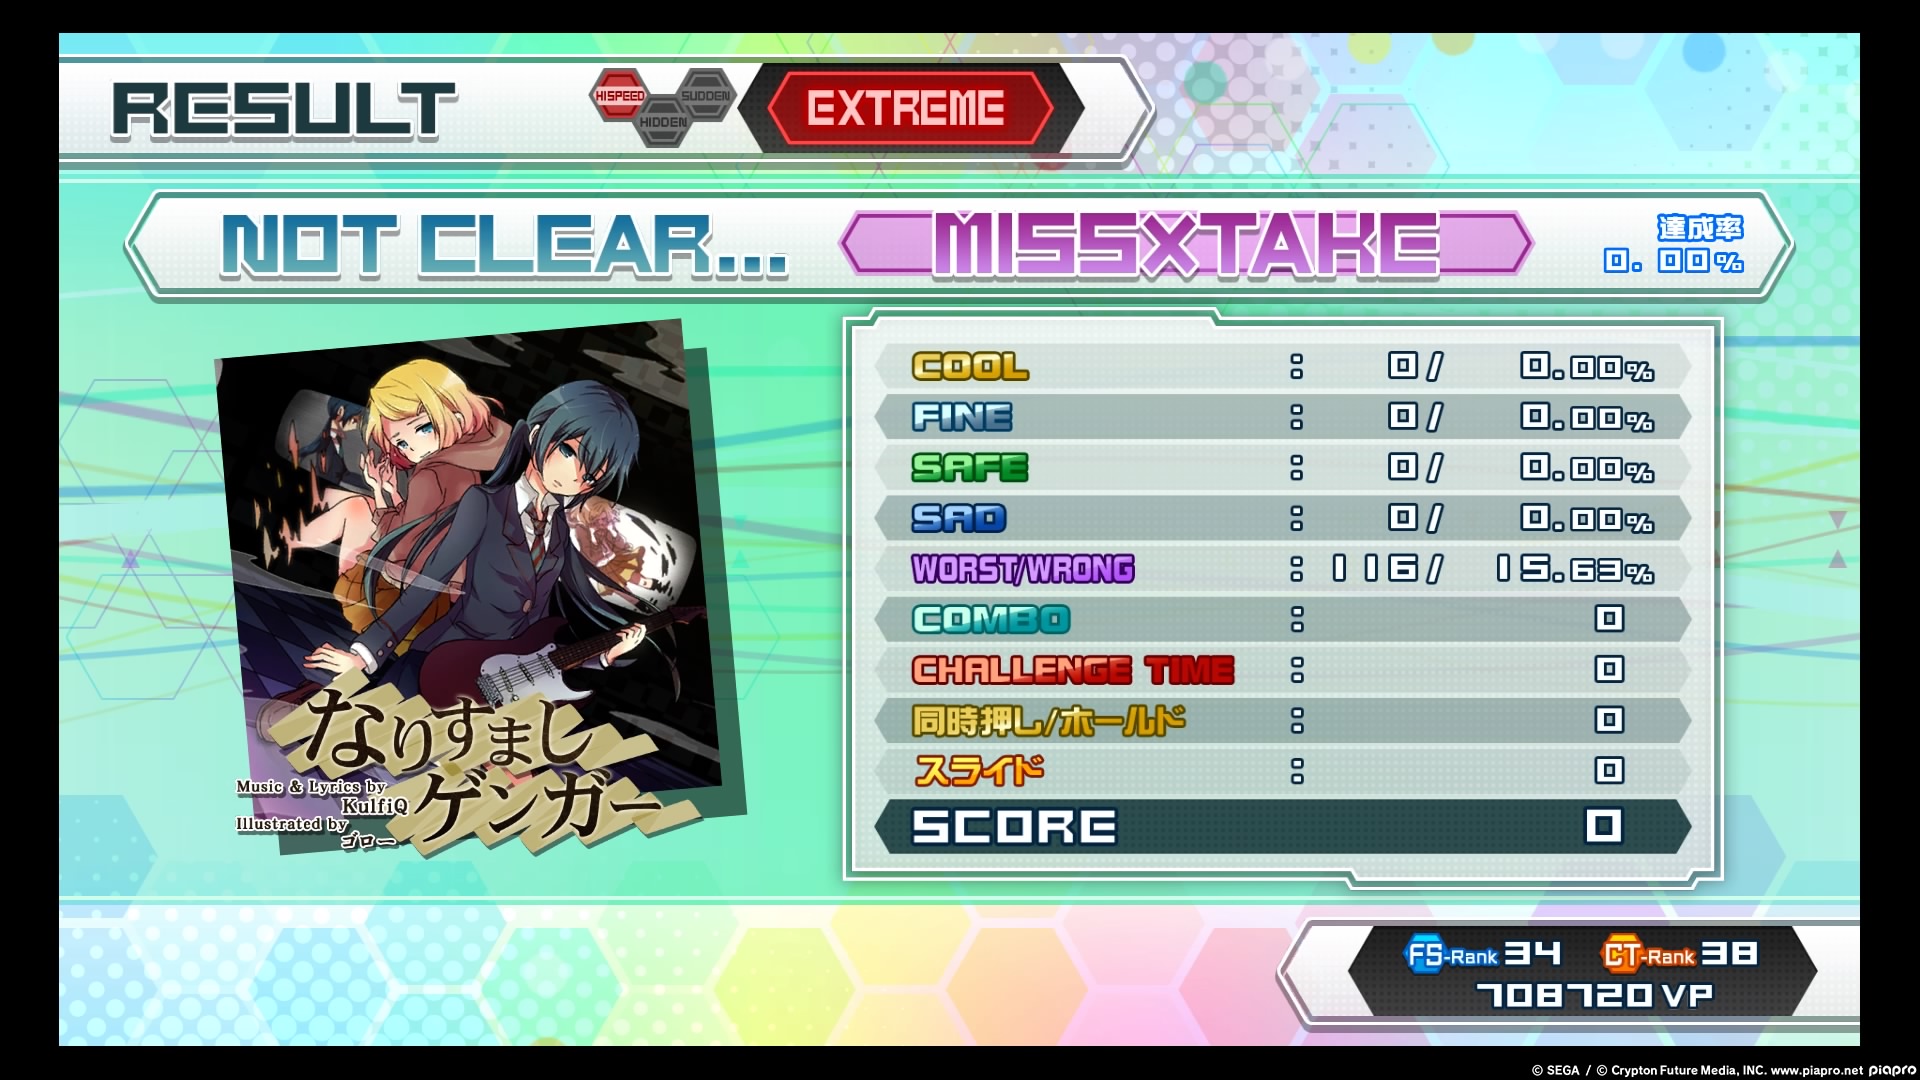 RESULT
HISPEED
HIDDEN
SUDDEN
EXTREME
NOT CLEAR...
MISS×TAKE
達成率
0.00%
COOL : 0/ 0.00%
FINE : 0/ 0.00%
SAFE : 0/ 0.00%
SAD : 0/ 0.00%
WORST/WRONG : 116/ 15.63%
COMBO : 0
CHALLENGE TIME : 0
同時押し/ホールド : 0
スライド : 0
SCORE 0
なりすまし
ゲンガー
Music & Lyrics by
KulfiQ
Illustrated by
ゴロー
FS-Rank 34 CT-Rank 38
708720 VP
© SEGA / © Crypton Future Media, INC. www.piapro.net piapro